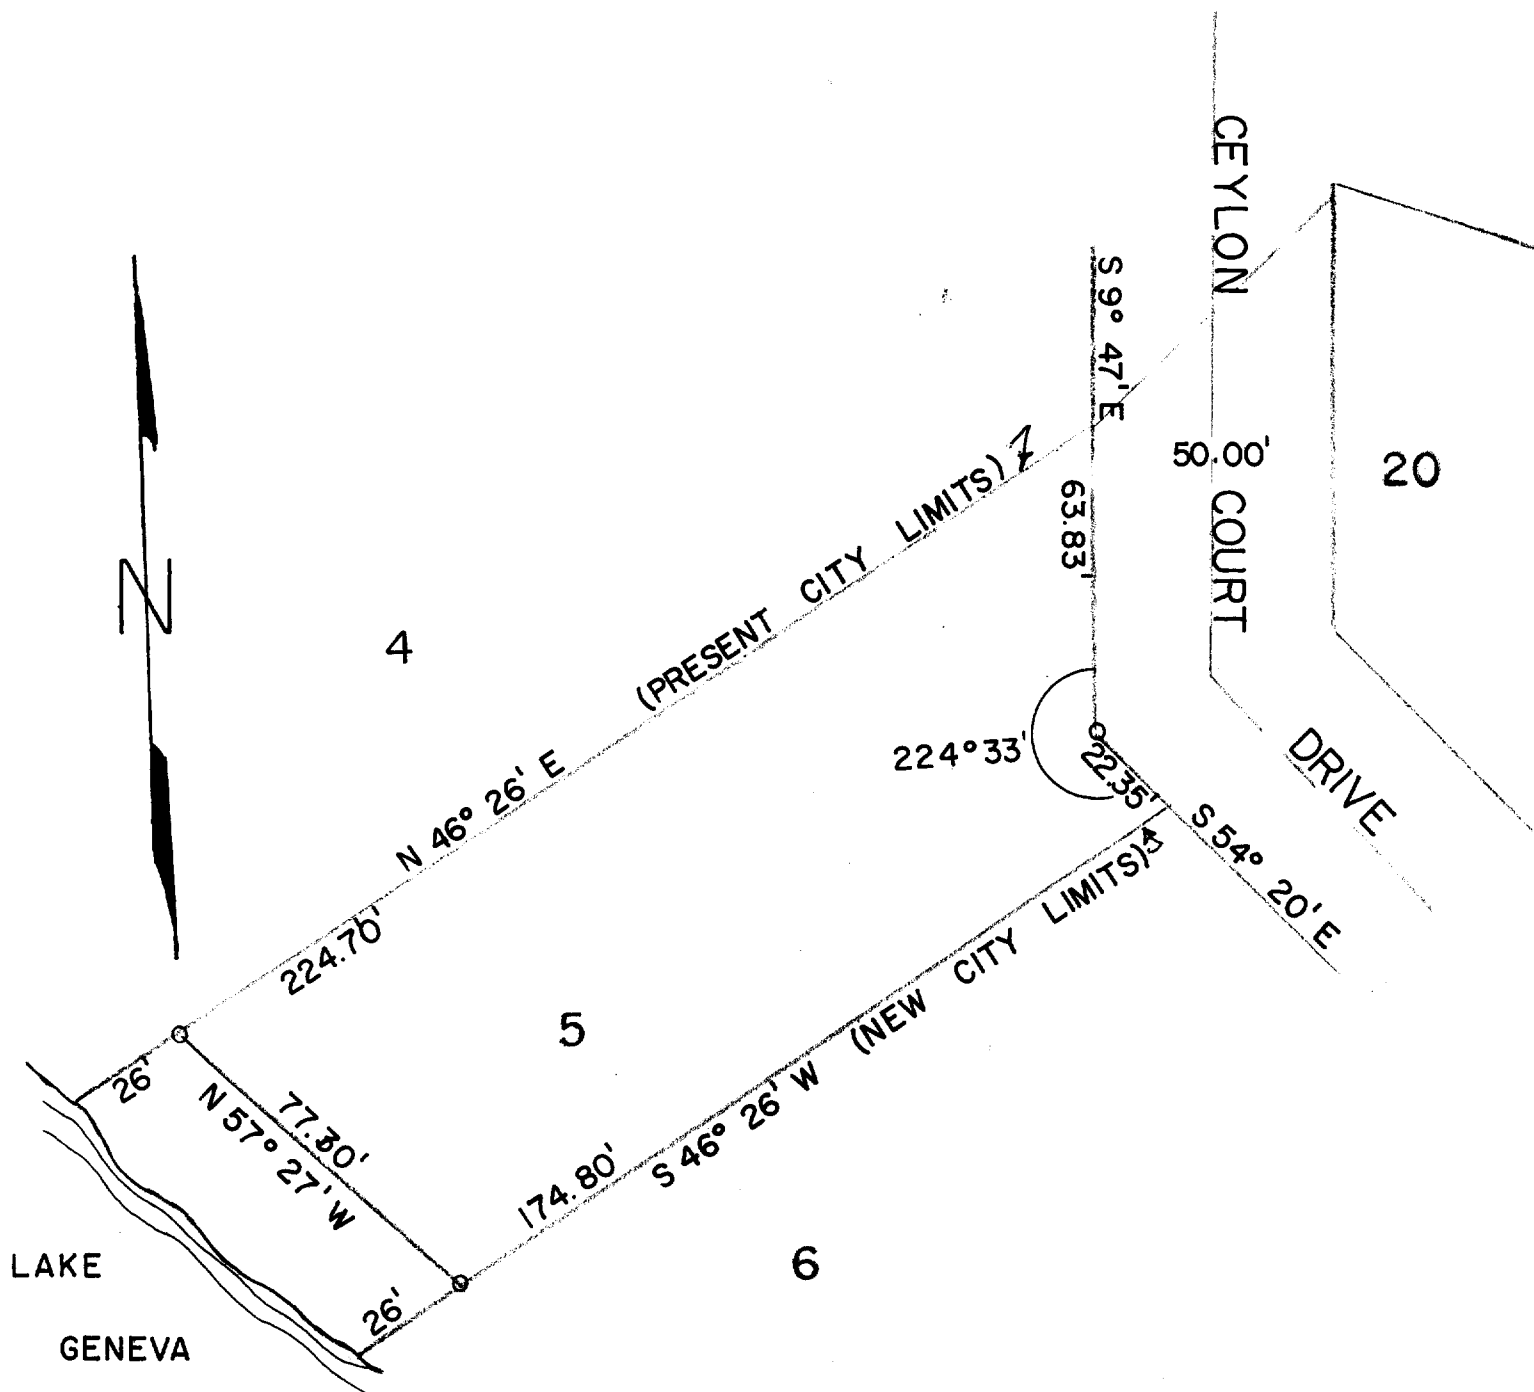 CEYLON COURT
DRIVE
S 9° 47' E
63.83'
50.00'
20
N
4
(PRESENT CITY LIMITS)
N 46° 26' E
224.70'
224°33'
22.35'
S 54° 20' E
(NEW CITY LIMITS)
S 46° 26' W
174.80'
5
26'
77.30'
N 57° 27' W
6
26'
LAKE
GENEVA